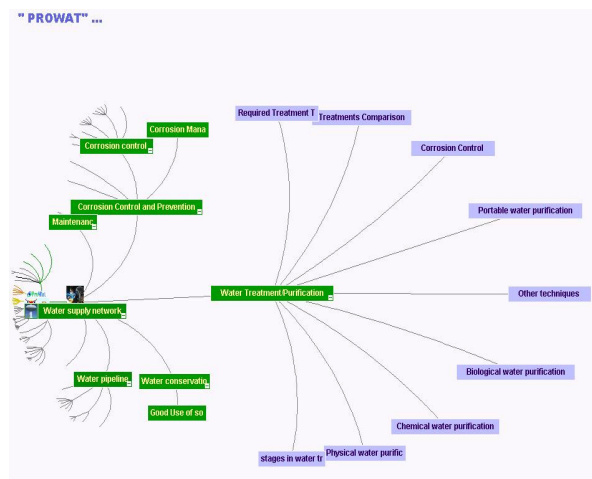 " PROWAT" ...
Required Treatment T
Treatments Comparison
Corrosion Mana
Corrosion control
Corrosion Control
Corrosion Control and Prevention
Portable water purification
Maintenanc
Water Treatment/Purification
Other techniques
Water supply network
Biological water purification
Water pipeline
Water conservatio
Good Use of so
Chemical water purification
Physical water purific
stages in water tr